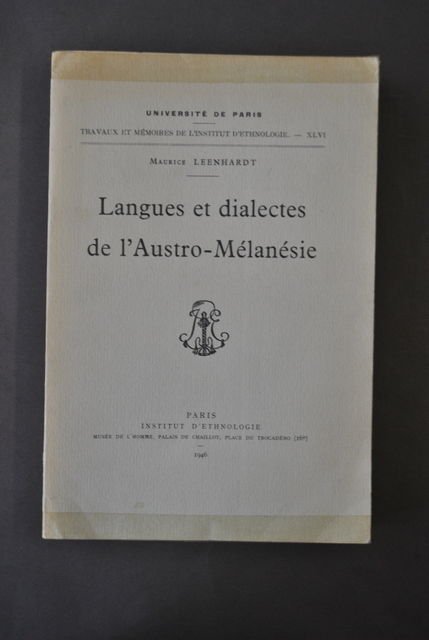 UNIVERSITÉ DE PARIS
TRAVAUX ET MÉMOIRES DE L'INSTITUT D'ETHNOLOGIE. — XLVI
MAURICE LEENHARDT
Langues et dialectes
de l'Austro-Mélanésie
PARIS
INSTITUT D'ETHNOLOGIE
MUSÉE DE L'HOMME, PALAIS DE CHAILLOT, PLACE DU TROCADÉRO (16e)
1946